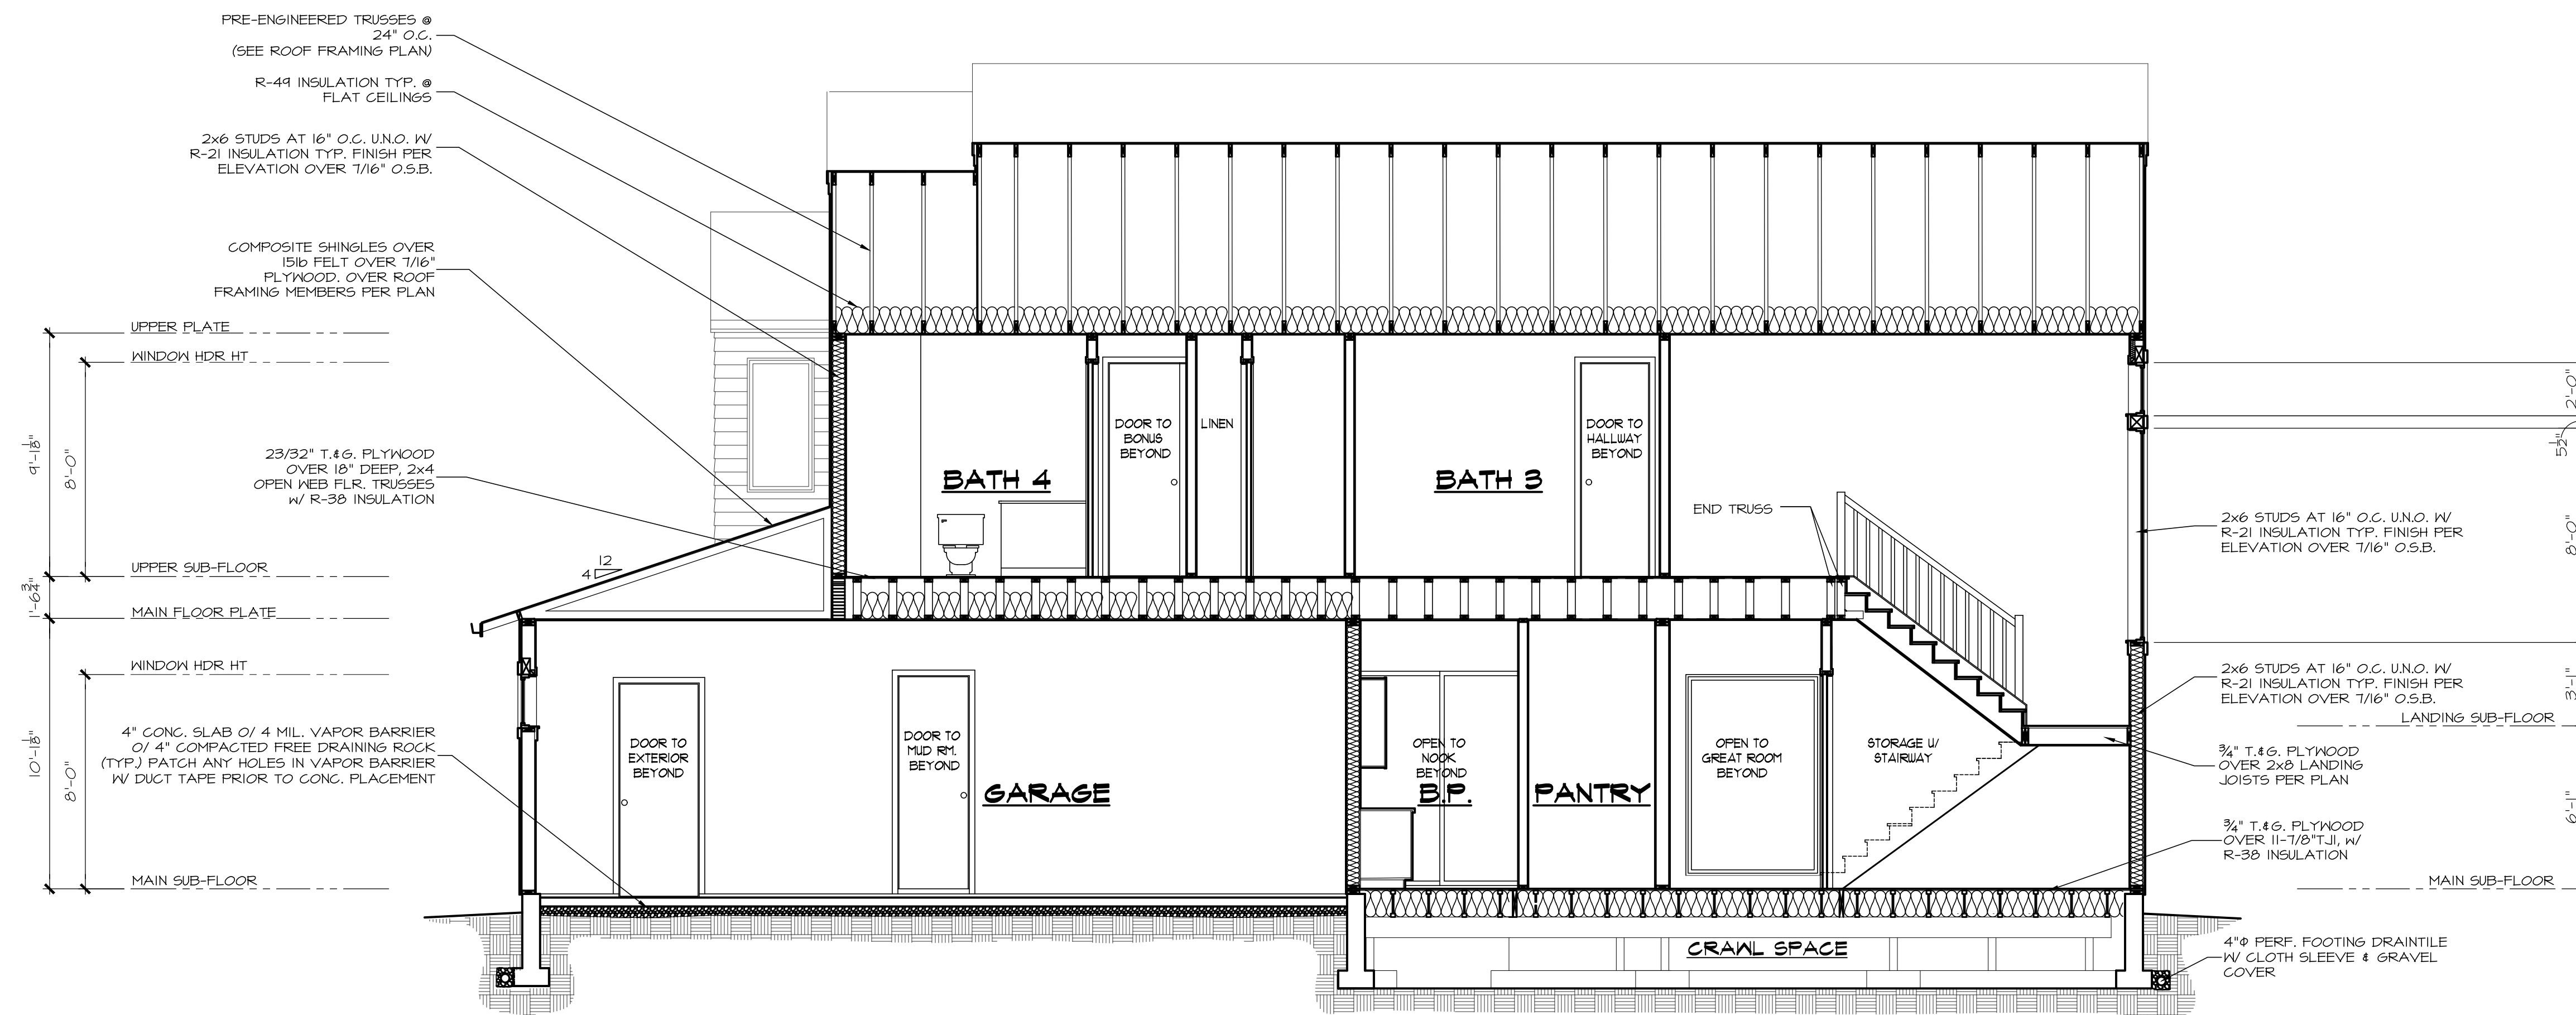 PRE-ENGINEERED TRUSSES @
24" O.C.
(SEE ROOF FRAMING PLAN)
R-49 INSULATION TYP. @
FLAT CEILINGS
2x6 STUDS AT 16" O.C. U.N.O. W/
R-21 INSULATION TYP. FINISH PER
ELEVATION OVER 7/16" O.S.B.
COMPOSITE SHINGLES OVER
15lb FELT OVER 7/16"
PLYWOOD. OVER ROOF
FRAMING MEMBERS PER PLAN
UPPER PLATE
WINDOW HDR HT
9'-1⅛"
8'-0"
23/32" T.&G. PLYWOOD
OVER 18" DEEP, 2x4
OPEN WEB FLR. TRUSSES
W/ R-38 INSULATION
UPPER SUB-FLOOR
1'-6¾"
MAIN FLOOR PLATE
WINDOW HDR HT
10'-1⅛"
8'-0"
4" CONC. SLAB O/ 4 MIL. VAPOR BARRIER
O/ 4" COMPACTED FREE DRAINING ROCK
(TYP.) PATCH ANY HOLES IN VAPOR BARRIER
W/ DUCT TAPE PRIOR TO CONC. PLACEMENT
MAIN SUB-FLOOR
12
4
BATH 4
DOOR TO
BONUS
BEYOND
LINEN
BATH 3
DOOR TO
HALLWAY
BEYOND
END TRUSS
DOOR TO
EXTERIOR
BEYOND
DOOR TO
MUD RM.
BEYOND
GARAGE
OPEN TO
NOOK
BEYOND
B.P.
PANTRY
OPEN TO
GREAT ROOM
BEYOND
STORAGE U/
STAIRWAY
CRAWL SPACE
2'-0"
5½"
8'-0"
2x6 STUDS AT 16" O.C. U.N.O. W/
R-21 INSULATION TYP. FINISH PER
ELEVATION OVER 7/16" O.S.B.
2x6 STUDS AT 16" O.C. U.N.O. W/
R-21 INSULATION TYP. FINISH PER
ELEVATION OVER 7/16" O.S.B.
3'-1"
LANDING SUB-FLOOR
¾" T.&G. PLYWOOD
OVER 2x8 LANDING
JOISTS PER PLAN
6'-1"
¾" T.&G. PLYWOOD
OVER 11-7/8"TJI, W/
R-38 INSULATION
MAIN SUB-FLOOR
4"Φ PERF. FOOTING DRAINTILE
W/ CLOTH SLEEVE & GRAVEL
COVER